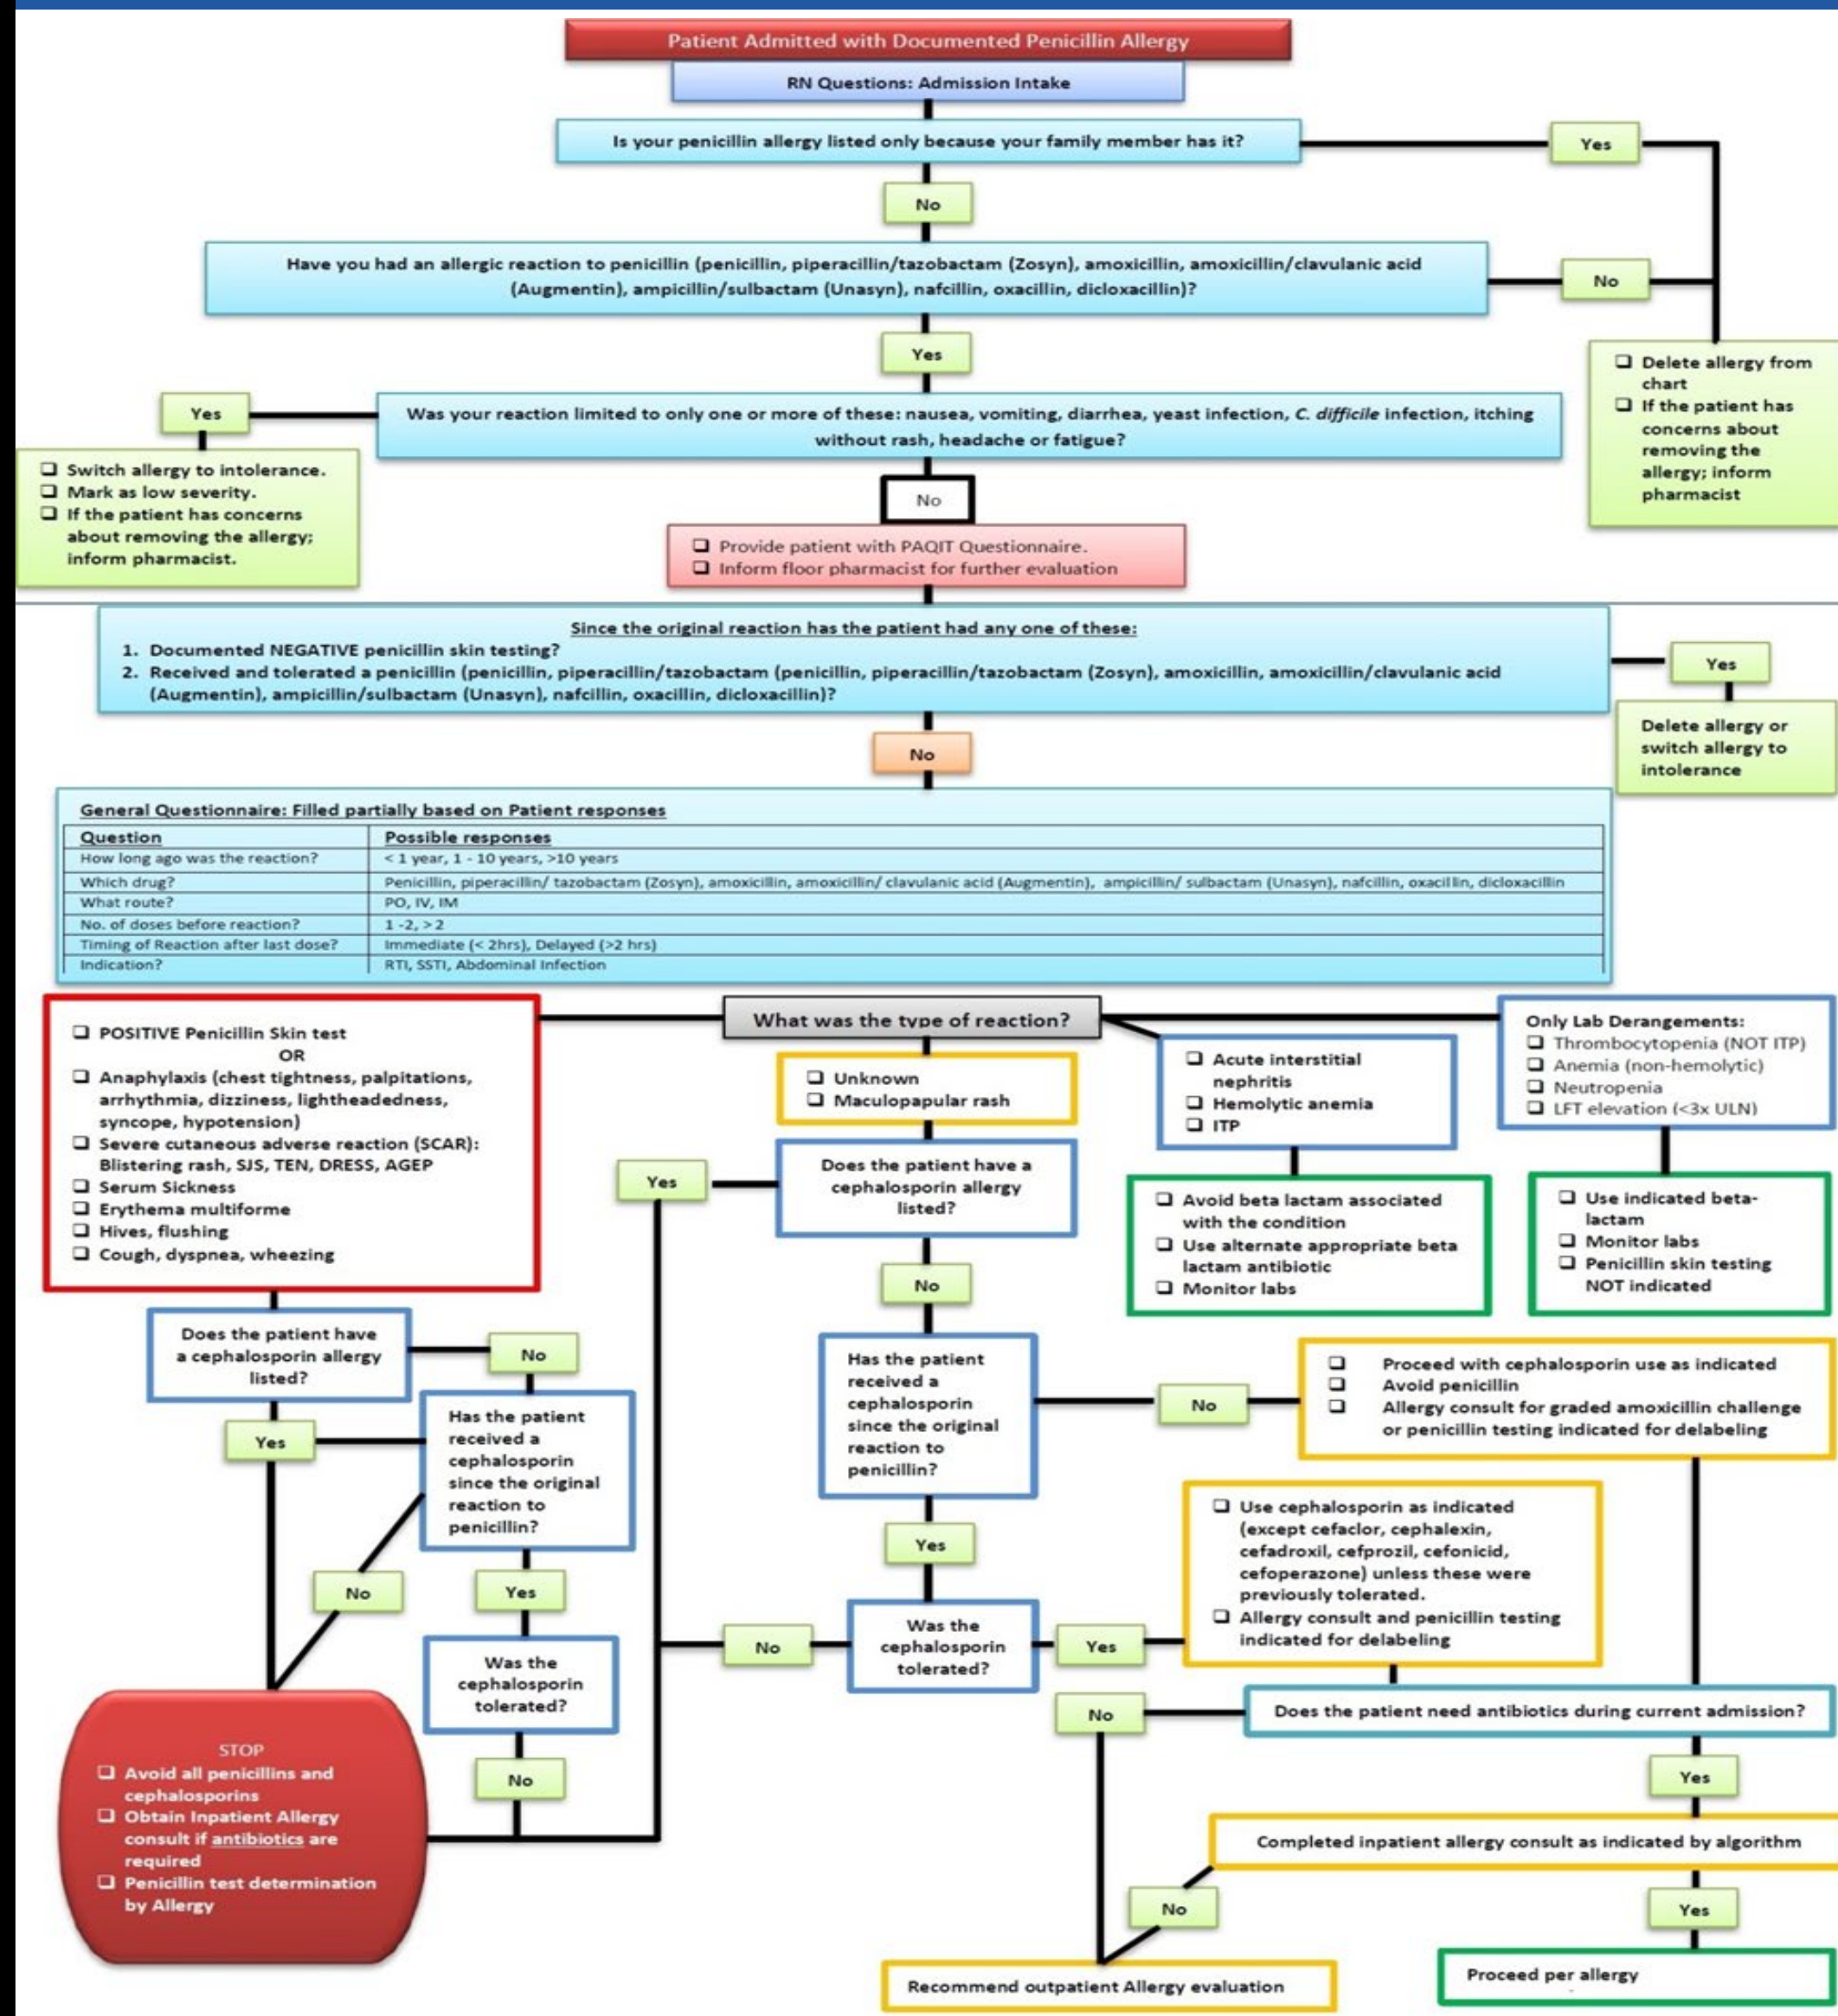 Patient Admitted with Documented Penicillin Allergy
RN Questions: Admission Intake
Is your penicillin allergy listed only because your family member has it?
Yes
No
Have you had an allergic reaction to penicillin (penicillin, piperacillin/tazobactam (Zosyn), amoxicillin, amoxicillin/clavulanic acid
(Augmentin), ampicillin/sulbactam (Unasyn), nafcillin, oxacillin, dicloxacillin)?
No
Yes
❑ Delete allergy from
chart
❑ If the patient has
concerns about
removing the
allergy; inform
pharmacist
Was your reaction limited to only one or more of these: nausea, vomiting, diarrhea, yeast infection, C. difficile infection, itching
without rash, headache or fatigue?
Yes
❑ Switch allergy to intolerance.
❑ Mark as low severity.
❑ If the patient has concerns
about removing the allergy;
inform pharmacist.
No
❑ Provide patient with PAQIT Questionnaire.
❑ Inform floor pharmacist for further evaluation
Since the original reaction has the patient had any one of these:
1. Documented NEGATIVE penicillin skin testing?
2. Received and tolerated a penicillin (penicillin, piperacillin/tazobactam (penicillin, piperacillin/tazobactam (Zosyn), amoxicillin, amoxicillin/clavulanic acid
(Augmentin), ampicillin/sulbactam (Unasyn), nafcillin, oxacillin, dicloxacillin)?
Yes
Delete allergy or
switch allergy to
intolerance
No
General Questionnaire: Filled partially based on Patient responses
Question Possible responses
How long ago was the reaction? < 1 year, 1 - 10 years, >10 years
Which drug? Penicillin, piperacillin/ tazobactam (Zosyn), amoxicillin, amoxicillin/ clavulanic acid (Augmentin), ampicillin/ sulbactam (Unasyn), nafcillin, oxacillin, dicloxacillin
What route? PO, IV, IM
No. of doses before reaction? 1 -2, > 2
Timing of Reaction after last dose? Immediate (< 2hrs), Delayed (>2 hrs)
Indication? RTI, SSTI, Abdominal Infection
What was the type of reaction?
❑ POSITIVE Penicillin Skin test
OR
❑ Anaphylaxis (chest tightness, palpitations,
arrhythmia, dizziness, lightheadedness,
syncope, hypotension)
❑ Severe cutaneous adverse reaction (SCAR):
Blistering rash, SJS, TEN, DRESS, AGEP
❑ Serum Sickness
❑ Erythema multiforme
❑ Hives, flushing
❑ Cough, dyspnea, wheezing
❑ Unknown
❑ Maculopapular rash
❑ Acute interstitial
nephritis
❑ Hemolytic anemia
❑ ITP
Only Lab Derangements:
❑ Thrombocytopenia (NOT ITP)
❑ Anemia (non-hemolytic)
❑ Neutropenia
❑ LFT elevation (<3x ULN)
Does the patient have a
cephalosporin allergy
listed?
Yes
No
❑ Avoid beta lactam associated
with the condition
❑ Use alternate appropriate beta
lactam antibiotic
❑ Monitor labs
❑ Use indicated beta-
lactam
❑ Monitor labs
❑ Penicillin skin testing
NOT indicated
Does the patient have
a cephalosporin allergy
listed?
No
Yes
Has the patient
received a
cephalosporin
since the original
reaction to
penicillin?
No
Yes
Was the
cephalosporin
tolerated?
No
STOP
❑ Avoid all penicillins and
cephalosporins
❑ Obtain Inpatient Allergy
consult if antibiotics are
required
❑ Penicillin test determination
by Allergy
Has the patient
received a
cephalosporin
since the original
reaction to
penicillin?
No
❑ Proceed with cephalosporin use as indicated
❑ Avoid penicillin
❑ Allergy consult for graded amoxicillin challenge
or penicillin testing indicated for delabeling
Yes
Was the
cephalosporin
tolerated?
No
Yes
❑ Use cephalosporin as indicated
(except cefaclor, cephalexin,
cefadroxil, cefprozil, cefonicid,
cefoperazone) unless these were
previously tolerated.
❑ Allergy consult and penicillin testing
indicated for delabeling
Does the patient need antibiotics during current admission?
No
Yes
Completed inpatient allergy consult as indicated by algorithm
No
Yes
Recommend outpatient Allergy evaluation
Proceed per allergy